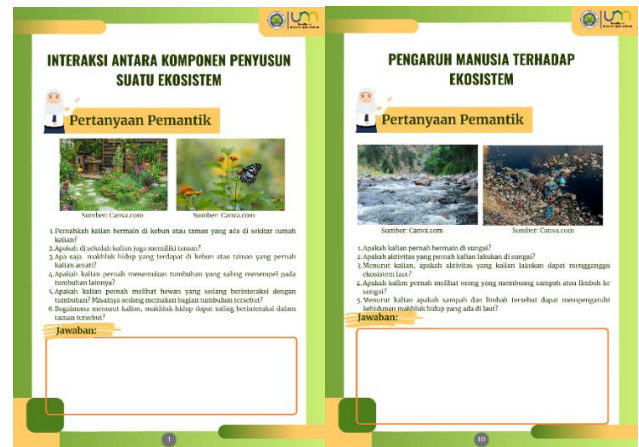 INTERAKSI ANTARA KOMPONEN PENYUSUN
SUATU EKOSISTEM
Pertanyaan Pemantik
Sumber: Canva.com
Sumber: Canva.com
1. Pernahkah kalian bermain di kebun atau taman yang ada di sekitar rumah
kalian?
2. Apakah di sekolah kalian juga memiliki taman?
3. Apa saja makhluk hidup yang terdapat di kebun atau taman yang pernah
kalian amati?
4. Apakah kalian pernah menemukan tumbuhan yang saling menempel pada
tumbuhan lainnya?
5. Apakah kalian pernah melihat hewan yang sedang berinteraksi dengan
tumbuhan? Misalnya sedang memakan bagian tumbuhan tersebut?
6. Bagaimana menurut kalian, makhluk hidup dapat saling berinteraksi dalam
taman tersebut?
Jawaban:
1
PENGARUH MANUSIA TERHADAP
EKOSISTEM
Pertanyaan Pemantik
Sumber: Canva.com
Sumber: Canva.com
1. Apakah kalian pernah bermain di sungai?
2. Apakah aktivitas yang pernah kalian lakukan di sungai?
3. Menurut kalian, apakah aktivitas yang kalian lakukan dapat mengganggu
ekosistem laut?
4. Apakah kalian pernah melihat orang yang membuang sampah atau limbah ke
sungai?
5. Menurut kalian apakah sampah dan limbah tersebut dapat mempengaruhi
kehidupan makhluk hidup yang ada di laut?
Jawaban:
10